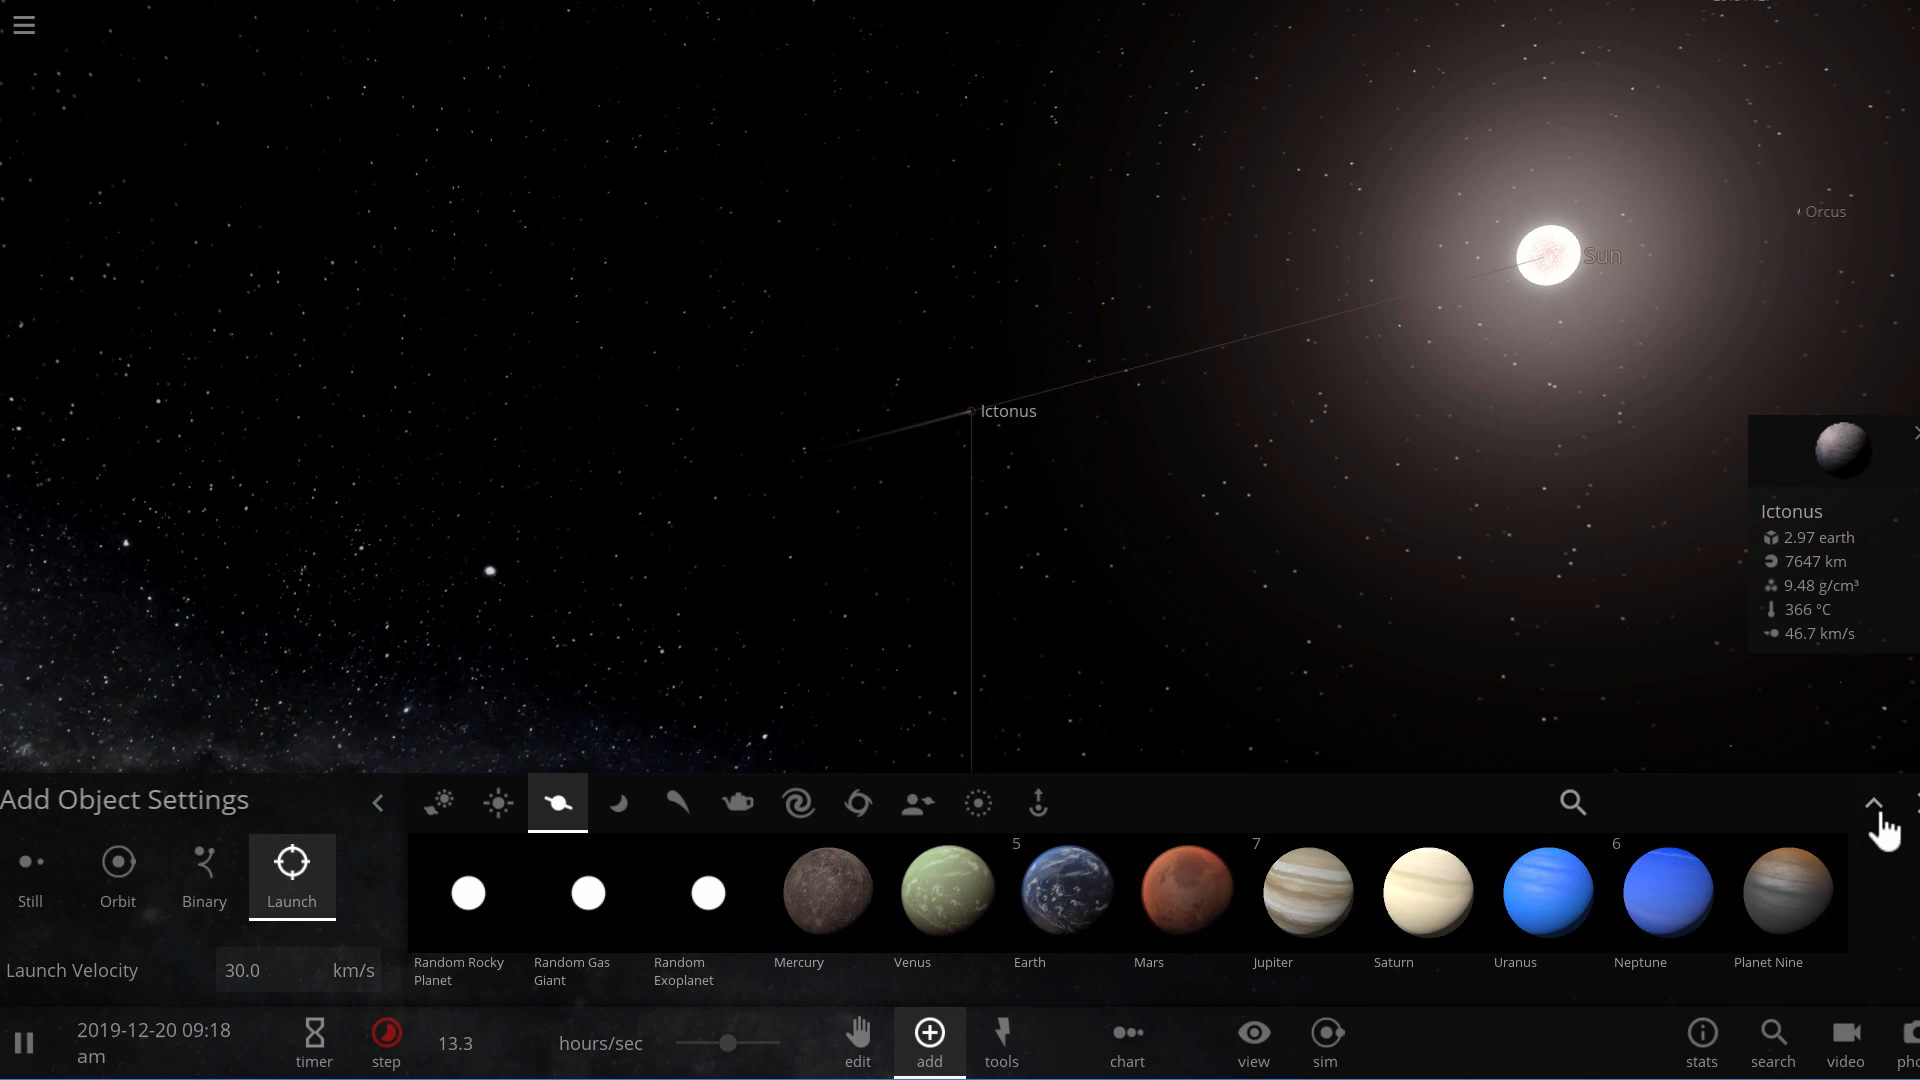 Orcus
Sun
Ictonus
Ictonus
2.97 earth
7647 km
9.48 g/cm³
366 °C
46.7 km/s
Add Object Settings
Still
Orbit
Binary
Launch
Launch Velocity
30.0
km/s
5
7
6
Random Rocky
Planet
Random Gas
Giant
Random
Exoplanet
Mercury
Venus
Earth
Mars
Jupiter
Saturn
Uranus
Neptune
Planet Nine
2019-12-20 09:18
am
timer
step
13.3
hours/sec
edit
add
tools
chart
view
sim
stats
search
video